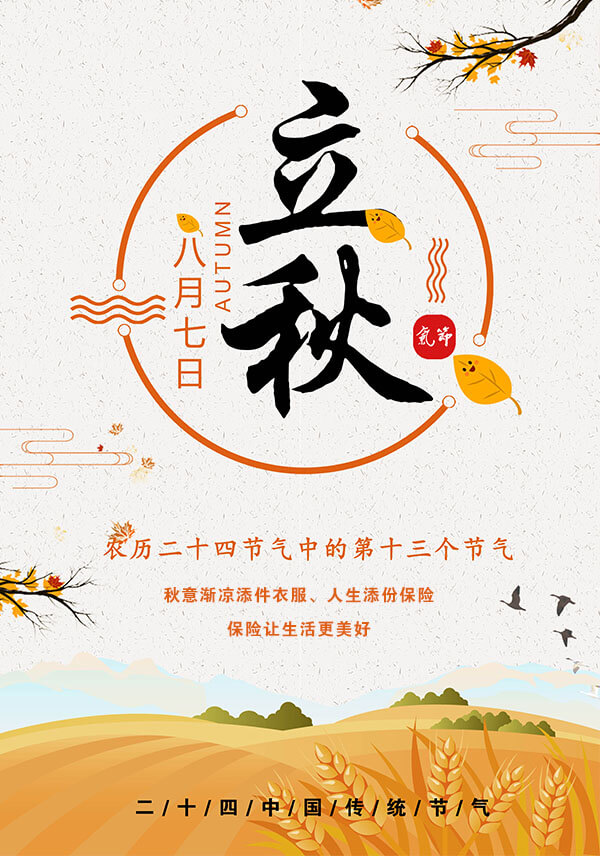 立秋
八月七日
AUTUMN
氣節
农历二十四节气中的第十三个节气
秋意渐凉添件衣服、人生添份保险
保险让生活更美好
二/十/四/中/国/传/统/节/气